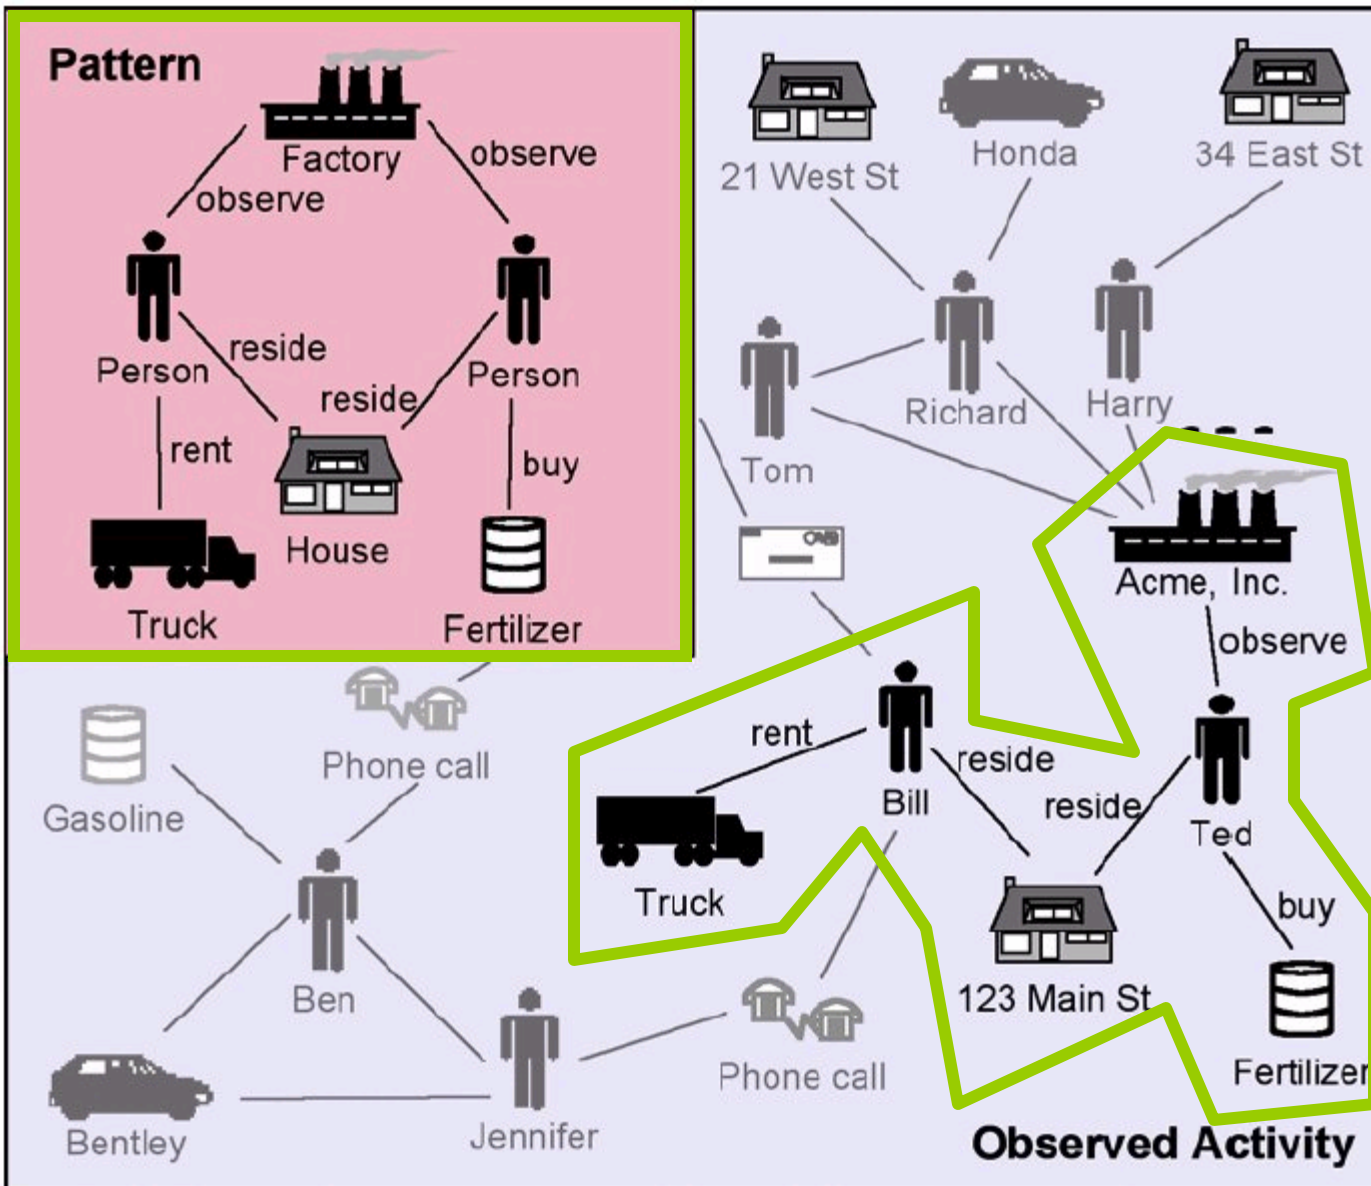 Pattern
Factory
observe
observe
Person
Person
reside
reside
rent
buy
House
Truck
Fertilizer
21 West St
Honda
34 East St
Tom
Richard
Harry
Acme, Inc.
observe
rent
reside
Bill
reside
Ted
Truck
buy
123 Main St
Fertilizer
Phone call
Gasoline
Ben
Phone call
Bentley
Jennifer
Observed Activity